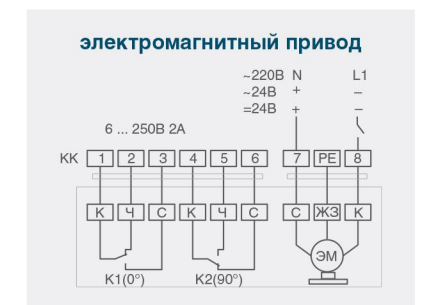 электромагнитный привод
~220В N L1
~24В + –
=24В + –
6 ... 250В 2А
КК 1 2 3 4 5 6 7 PE 8
К Ч С К Ч С С ЖЗ К
ЭМ
К1(0°) К2(90°)